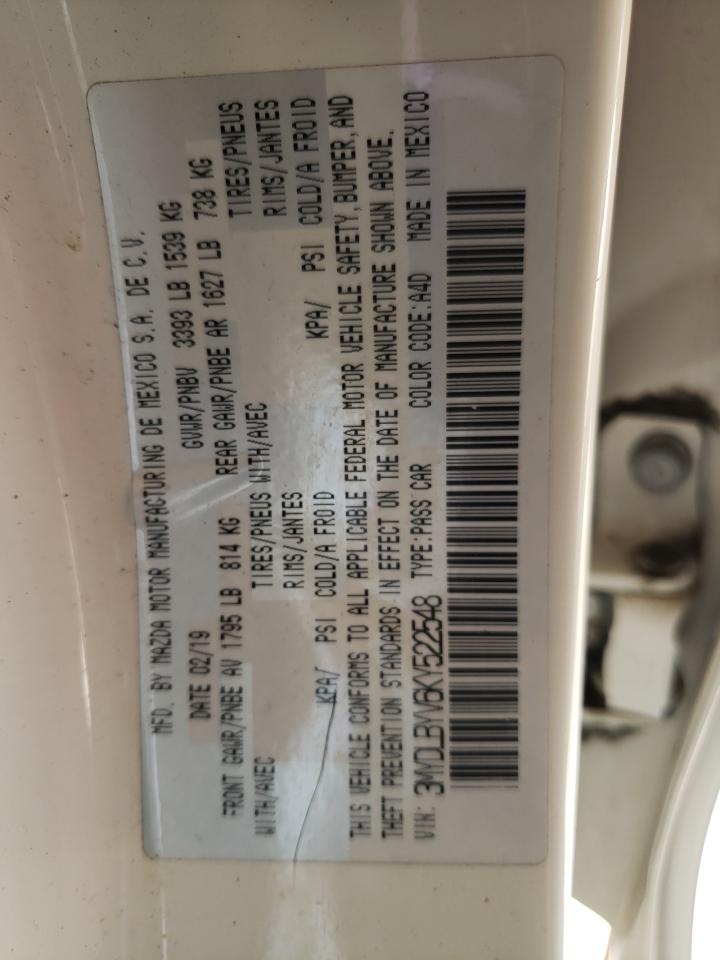 MFD. BY MAZDA MOTOR MANUFACTURING DE MEXICO S.A. DE C.V.
DATE 02/19 GVWR/PNBV 3393 LB 1539 KG
FRONT GAWR/PNBE AV 1795 LB 814 KG REAR GAWR/PNBE AR 1627 LB 738 KG
WITH/AVEC TIRES/PNEUS WITH/AVEC TIRES/PNEUS
RIMS/JANTES RIMS/JANTES
KPA/ PSI COLD/A FROID KPA/ PSI COLD/A FROID
THIS VEHICLE CONFORMS TO ALL APPLICABLE FEDERAL MOTOR VEHICLE SAFETY, BUMPER, AND
THEFT PREVENTION STANDARDS IN EFFECT ON THE DATE OF MANUFACTURE SHOWN ABOVE.
VIN: 3MYDLBYV6KY522548 TYPE:PASS CAR COLOR CODE:A4D MADE IN MEXICO